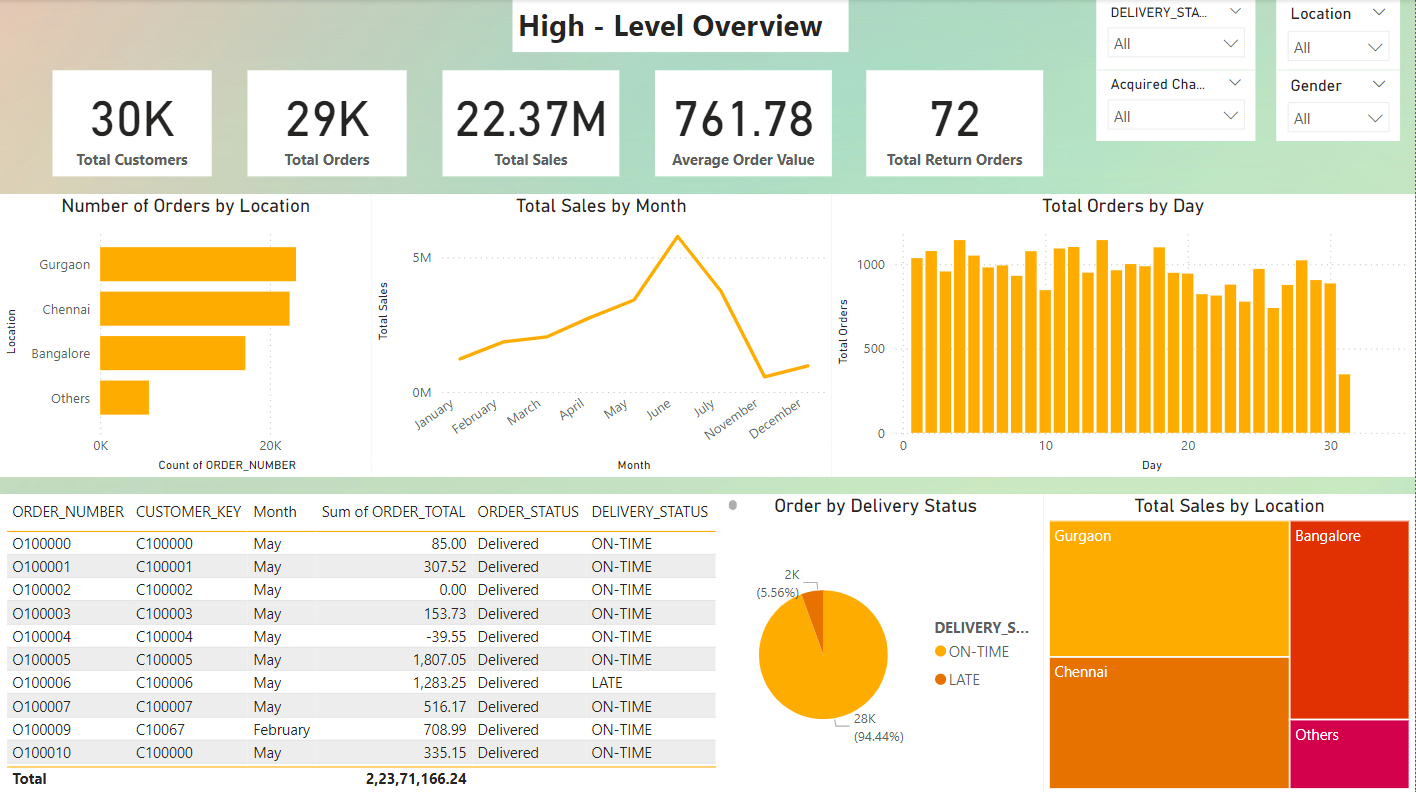 High - Level Overview
DELIVERY_STA...
All
Location
All
Acquired Cha...
All
Gender
All
30K
Total Customers
29K
Total Orders
22.37M
Total Sales
761.78
Average Order Value
72
Total Return Orders
Number of Orders by Location
Location
Gurgaon
Chennai
Bangalore
Others
0K 20K
Count of ORDER_NUMBER
Total Sales by Month
Total Sales
5M
0M
January February March April May June July November December
Month
Total Orders by Day
Total Orders
1000
500
0
0 10 20 30
Day
ORDER_NUMBER CUSTOMER_KEY Month Sum of ORDER_TOTAL ORDER_STATUS DELIVERY_STATUS
O100000 C100000 May 85.00 Delivered ON-TIME
O100001 C100001 May 307.52 Delivered ON-TIME
O100002 C100002 May 0.00 Delivered ON-TIME
O100003 C100003 May 153.73 Delivered ON-TIME
O100004 C100004 May -39.55 Delivered ON-TIME
O100005 C100005 May 1,807.05 Delivered ON-TIME
O100006 C100006 May 1,283.25 Delivered LATE
O100007 C100007 May 516.17 Delivered ON-TIME
O100009 C10067 February 708.99 Delivered ON-TIME
O100010 C100000 May 335.15 Delivered ON-TIME
Total 2,23,71,166.24
Order by Delivery Status
2K
(5.56%)
28K
(94.44%)
DELIVERY_S...
ON-TIME
LATE
Total Sales by Location
Gurgaon
Bangalore
Chennai
Others